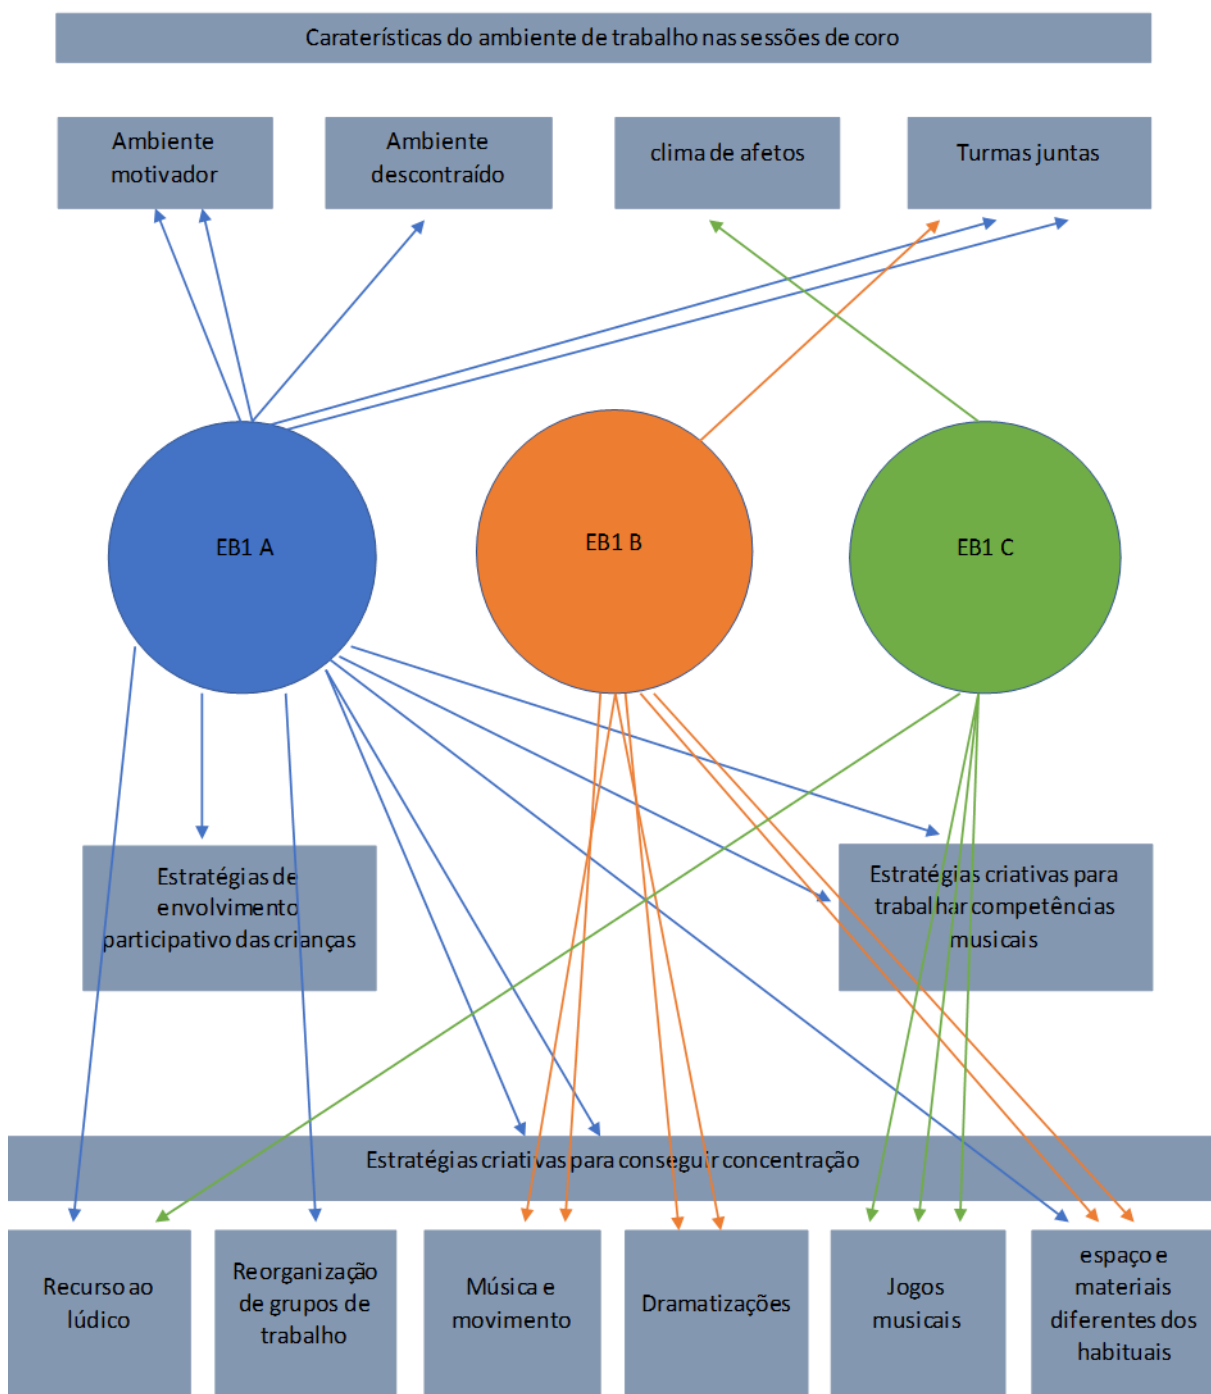 Caraterísticas do ambiente de trabalho nas sessões de coro
Ambiente
motivador
Ambiente
descontraído
clima de afetos
Turmas juntas
EB1 A
EB1 B
EB1 C
Estratégias de
envolvimento
participativo das crianças
Estratégias criativas para
trabalhar competências
musicais
Estratégias criativas para conseguir concentração
Recurso ao
lúdico
Reorganização
de grupos de
trabalho
Música e
movimento
Dramatizações
Jogos
musicais
espaço e
materiais
diferentes dos
habituais